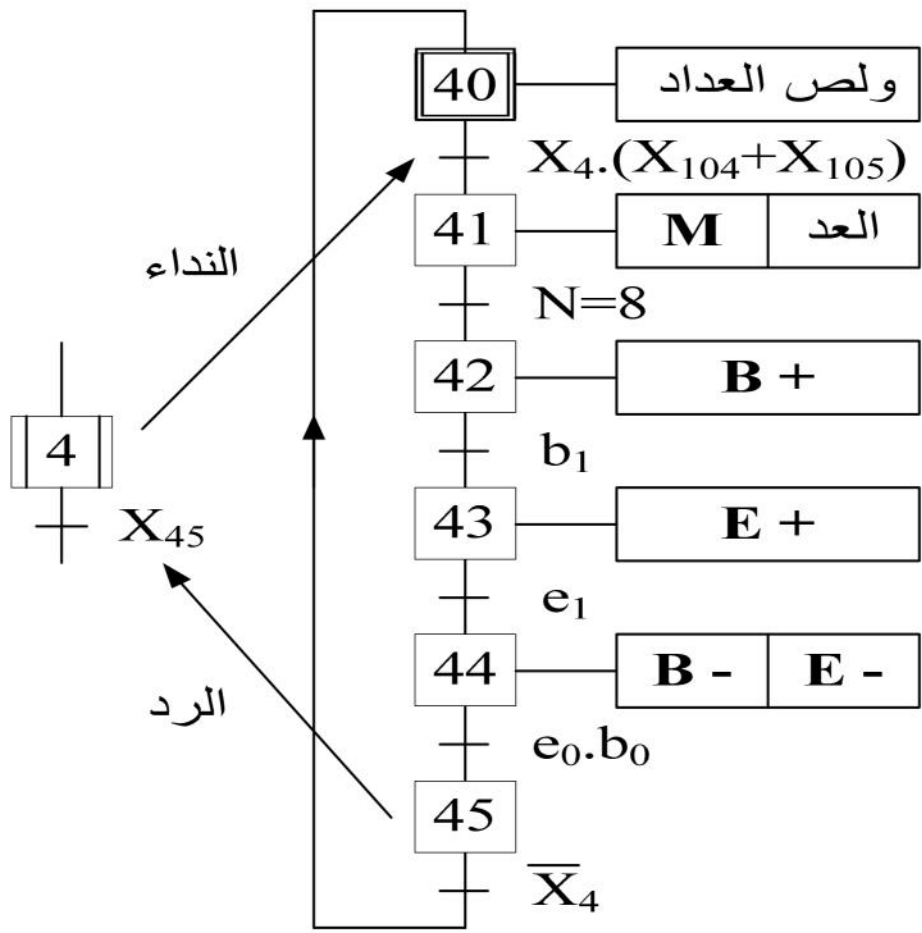 40 ولص العداد
X₄.(X₁₀₄+X₁₀₅)
41 M العد
النداء
N=8
42 B +
4
b₁
43 E +
X₄₅
e₁
44 B - E -
الرد
e₀.b₀
45
X̅₄